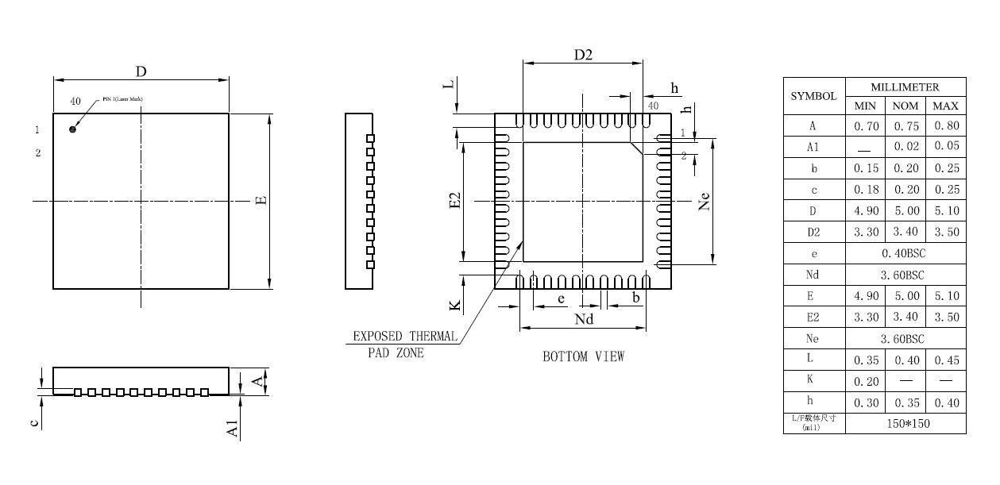 D
40
PIN 1(Laser Mark)
1
2
E
A
A1
c
D2
L
h
40
h
1
2
E2
Ne
K
e
b
Nd
EXPOSED THERMAL
PAD ZONE
BOTTOM VIEW
SYMBOL MILLIMETER
MIN NOM MAX
A 0.70 0.75 0.80
A1 — 0.02 0.05
b 0.15 0.20 0.25
c 0.18 0.20 0.25
D 4.90 5.00 5.10
D2 3.30 3.40 3.50
e 0.40BSC
Nd 3.60BSC
E 4.90 5.00 5.10
E2 3.30 3.40 3.50
Ne 3.60BSC
L 0.35 0.40 0.45
K 0.20 — —
h 0.30 0.35 0.40
L/F载体尺寸
(mil) 150*150